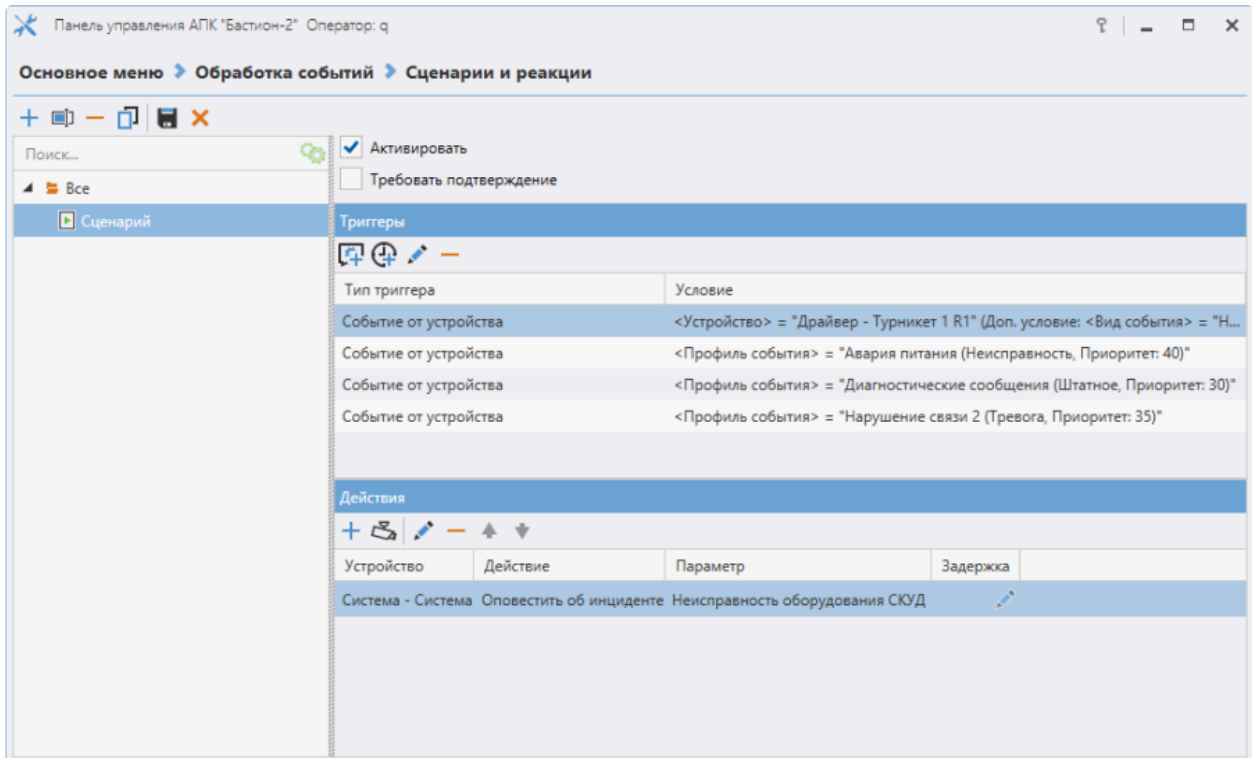 Панель управления АПК "Бастион-2" Оператор: q
Основное меню Обработка событий Сценарии и реакции
Поиск...
Все
Сценарий
Активировать
Требовать подтверждение
Триггеры
Тип триггера Условие
Событие от устройства <Устройство> = "Драйвер - Турникет 1 R1" (Доп. условие: <Вид события> = "Н...
Событие от устройства <Профиль события> = "Авария питания (Неисправность, Приоритет: 40)"
Событие от устройства <Профиль события> = "Диагностические сообщения (Штатное, Приоритет: 30)"
Событие от устройства <Профиль события> = "Нарушение связи 2 (Тревога, Приоритет: 35)"
Действия
Устройство Действие Параметр Задержка
Система - Система Оповестить об инциденте Неисправность оборудования СКУД